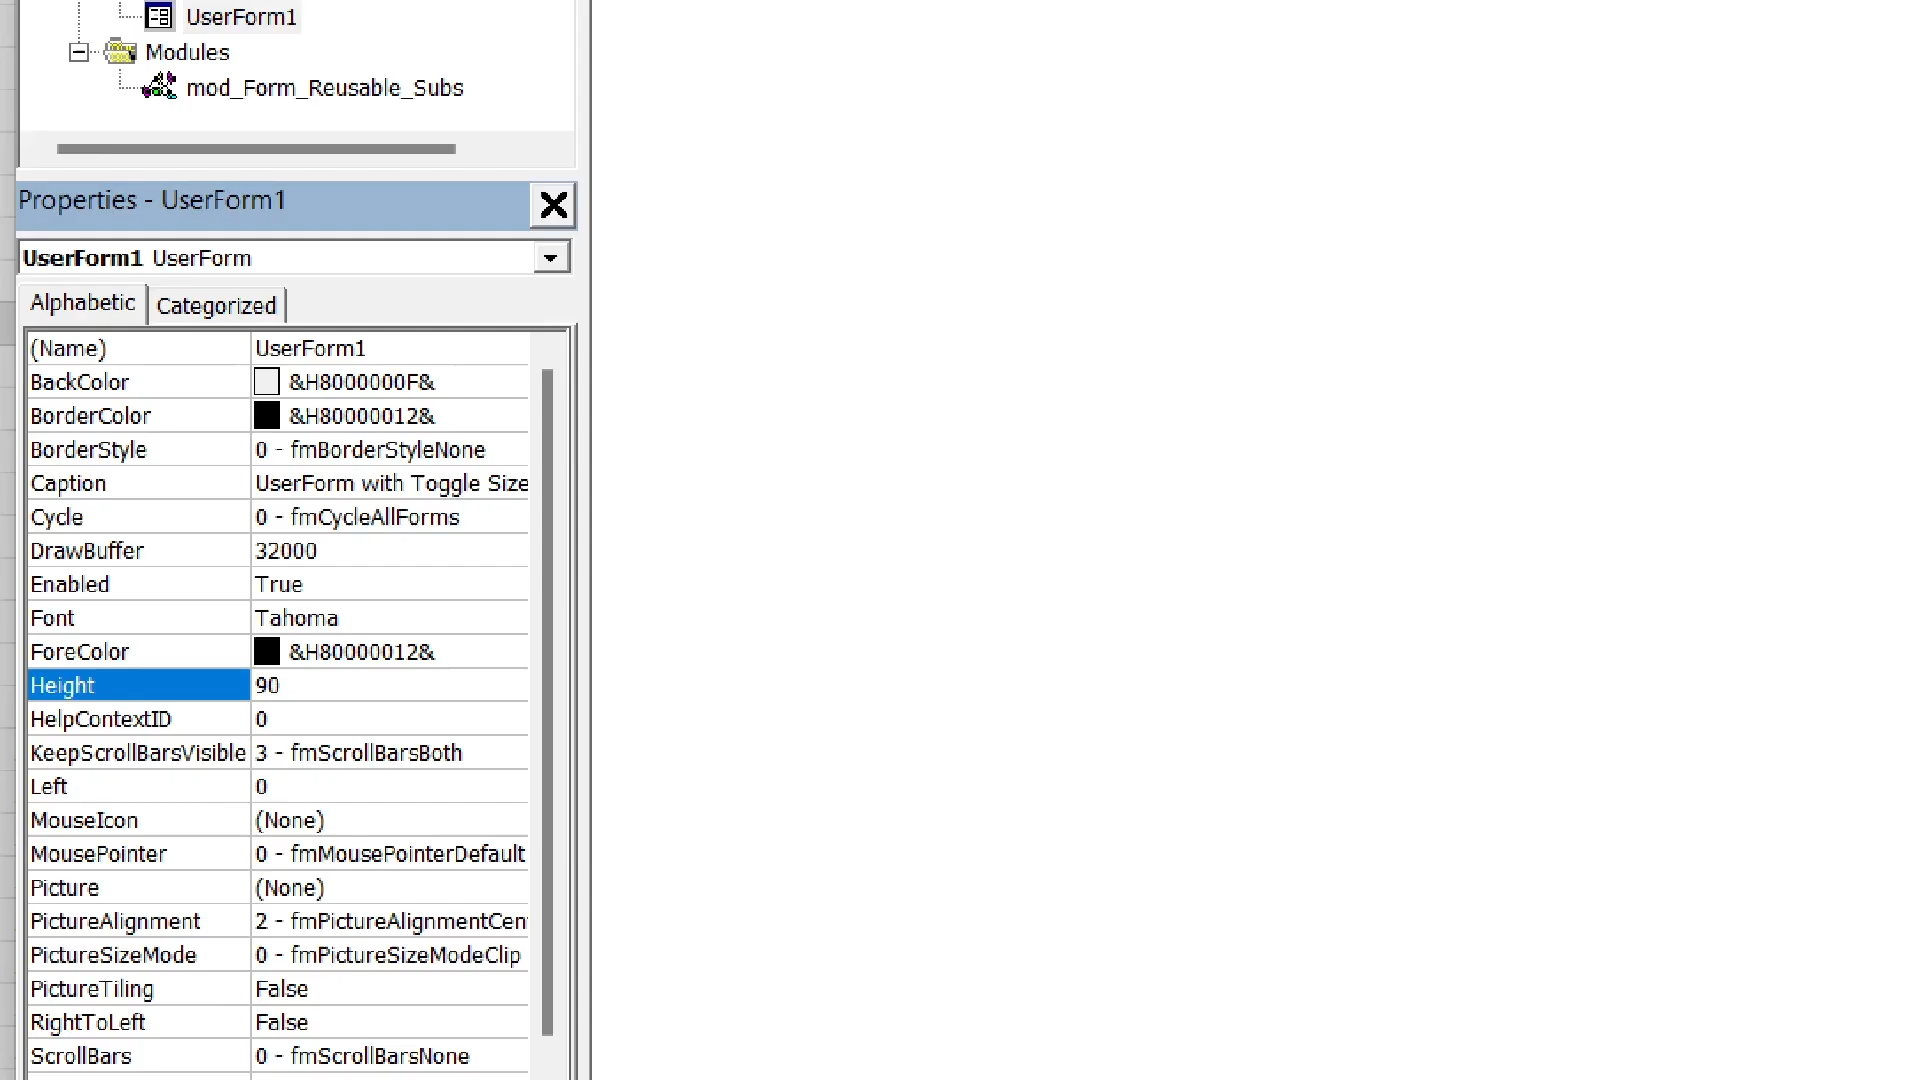 UserForm1
Modules
mod_Form_Reusable_Subs
Properties - UserForm1
UserForm1 UserForm
Alphabetic Categorized
(Name) UserForm1
BackColor &H8000000F&
BorderColor &H80000012&
BorderStyle 0 - fmBorderStyleNone
Caption UserForm with Toggle Size
Cycle 0 - fmCycleAllForms
DrawBuffer 32000
Enabled True
Font Tahoma
ForeColor &H80000012&
Height 90
HelpContextID 0
KeepScrollBarsVisible 3 - fmScrollBarsBoth
Left 0
MouseIcon (None)
MousePointer 0 - fmMousePointerDefault
Picture (None)
PictureAlignment 2 - fmPictureAlignmentCen
PictureSizeMode 0 - fmPictureSizeModeClip
PictureTiling False
RightToLeft False
ScrollBars 0 - fmScrollBarsNone